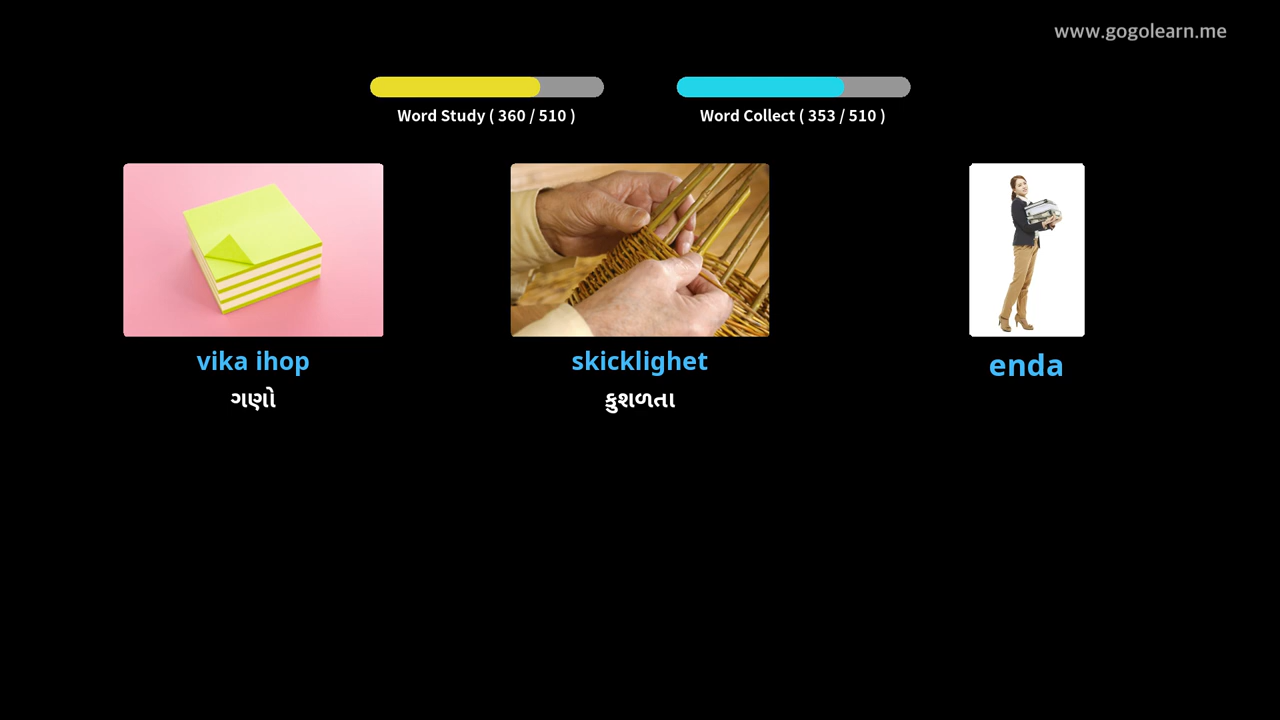 www.gogolearn.me
Word Study ( 360 / 510 )
Word Collect ( 353 / 510 )
vika ihop
skicklighet
enda
ગણો
કુશળતા